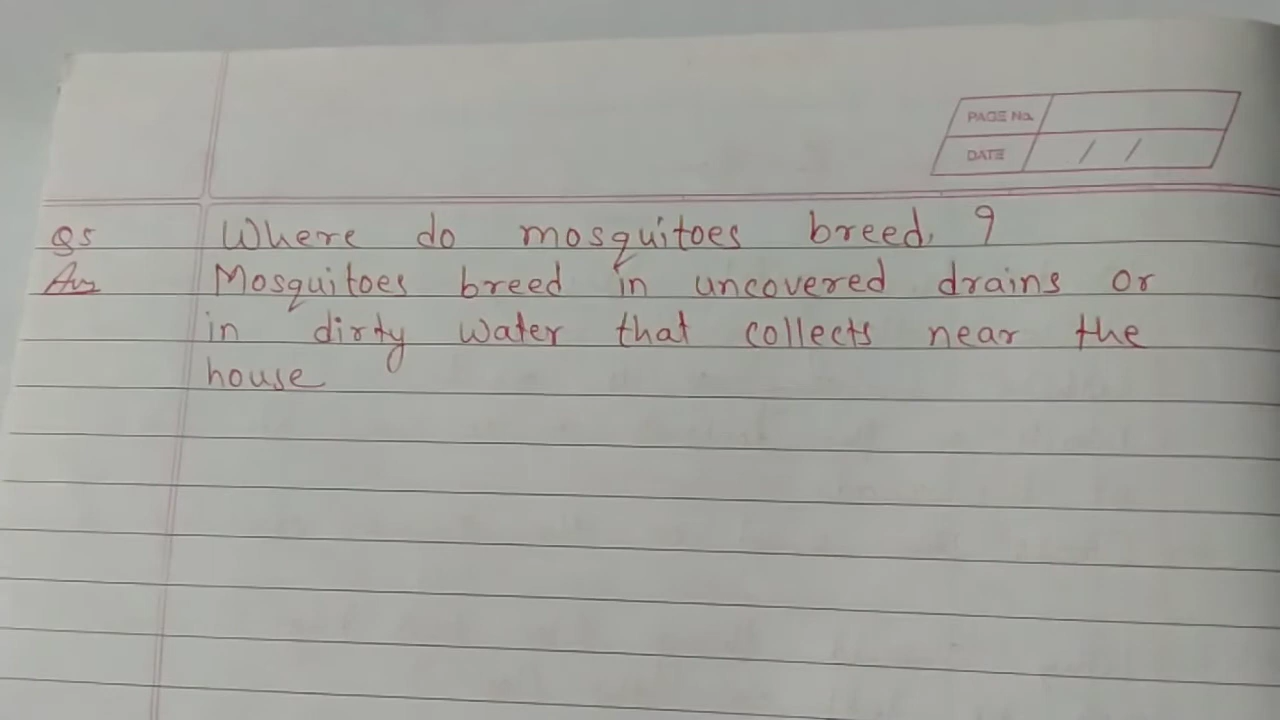 PAGE No.
DATE / /
Q5 Where do mosquitoes breed. ?
Ans Mosquitoes breed in uncovered drains or
in dirty water that collects near the
house